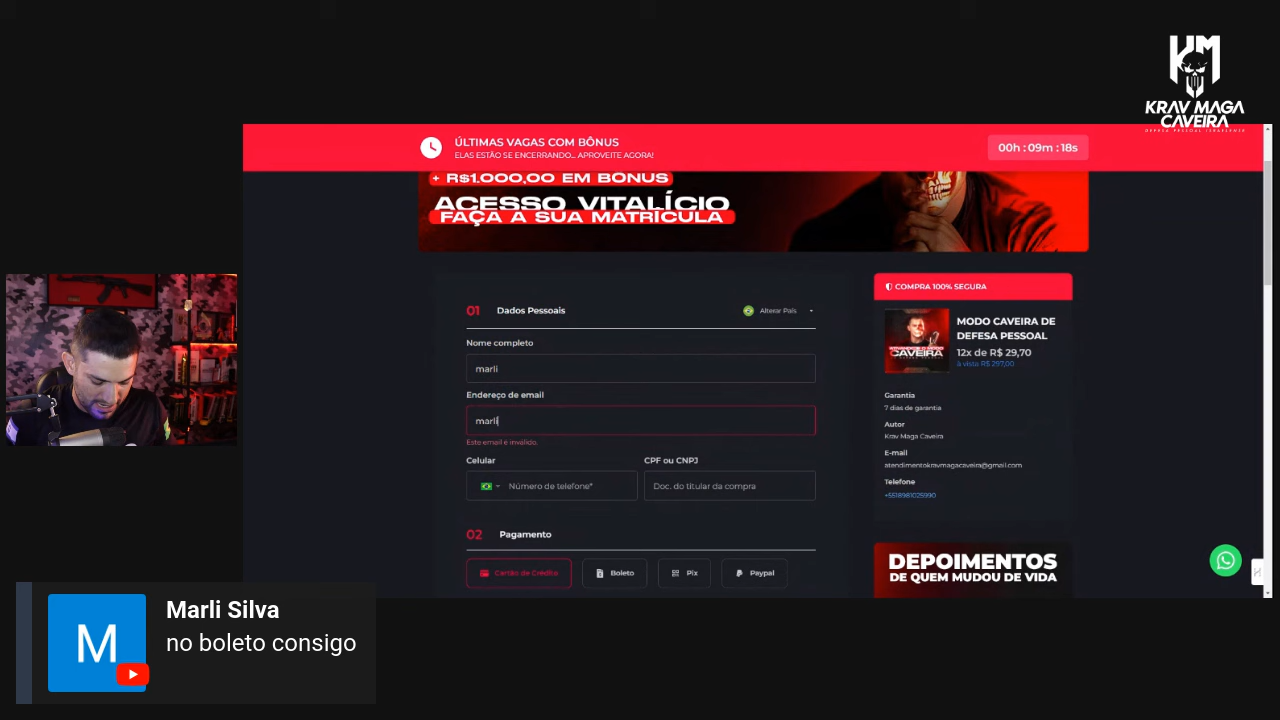 KM
KRAV MAGA
CAVEIRA
DEFESA PESSOAL ISRAELENSE
ÚLTIMAS VAGAS COM BÔNUS
ELAS ESTÃO SE ENCERRANDO... APROVEITE AGORA!
00h : 09m : 18s
+ R$1.000,00 EM BÔNUS
ACESSO VITALÍCIO
FAÇA A SUA MATRÍCULA
01 Dados Pessoais
Alterar País
Nome completo
marli
Endereço de email
marli
Este email é inválido.
Celular
CPF ou CNPJ
Número de telefone*
Doc. do titular da compra
02 Pagamento
Cartão de Crédito
Boleto
Pix
Paypal
COMPRA 100% SEGURA
CAVEIRA
MODO CAVEIRA DE
DEFESA PESSOAL
12x de R$ 29,70
à vista R$ 297,00
Garantia
7 dias de garantia
Autor
Krav Maga Caveira
E-mail
atendimentokravmagacaveira@gmail.com
Telefone
+5518981025990
DEPOIMENTOS
DE QUEM MUDOU DE VIDA
M
Marli Silva
no boleto consigo